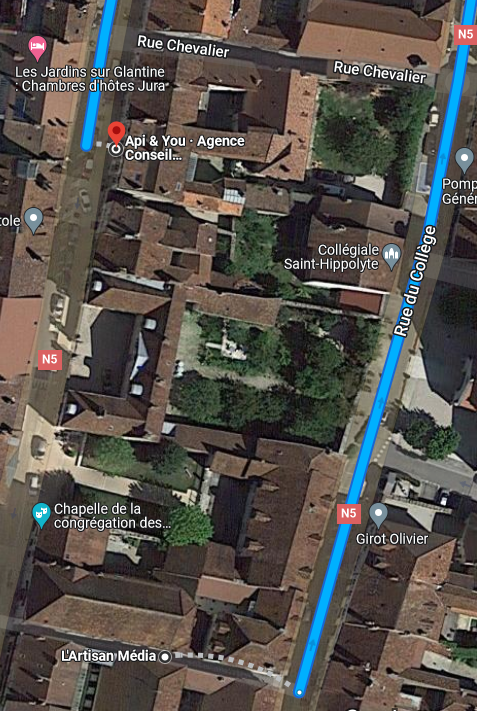 Rue Chevalier
N5
Rue Chevalier
Les Jardins sur Glantine
: Chambres d'hôtes Jura
Api & You · Agence
Conseil...
Pomp
Génér
tole
Collégiale
Saint-Hippolyte
Rue du Collège
N5
Chapelle de la
congrégation des...
N5
Girot Olivier
L'Artisan Média